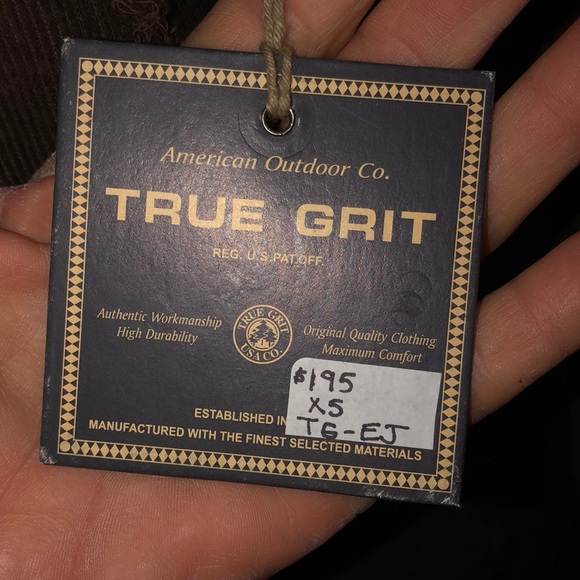 American Outdoor Co.
TRUE GRIT
REG. U.S.PAT.OFF.
Authentic Workmanship
High Durability
TRUE GRIT
USA CO.
Original Quality Clothing
Maximum Comfort
$195
XS
TG-EJ
ESTABLISHED IN
MANUFACTURED WITH THE FINEST SELECTED MATERIALS